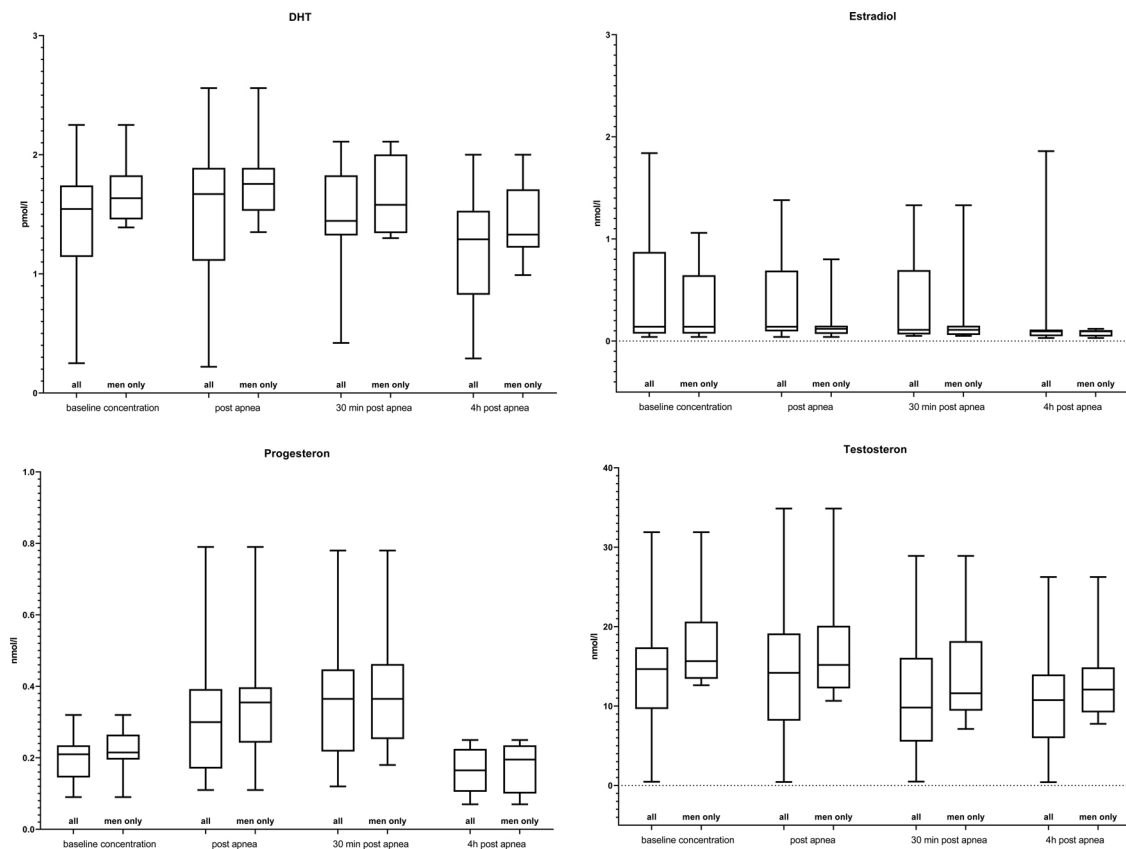 DHT
3
2
1
0
pmol/l
all men only all men only all men only all men only
baseline concentration post apnea 30 min post apnea 4h post apnea
Estradiol
3
2
1
0
nmol/l
all men only all men only all men only all men only
baseline concentration post apnea 30 min post apnea 4h post apnea
Progesteron
1.0
0.8
0.6
0.4
0.2
0.0
nmol/l
all men only all men only all men only all men only
baseline concentration post apnea 30 min post apnea 4h post apnea
Testosteron
40
30
20
10
0
nmol/l
all men only all men only all men only all men only
baseline concentration post apnea 30 min post apnea 4h post apnea